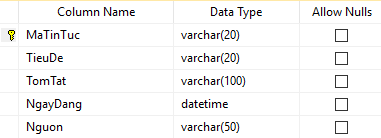 Column Name Data Type Allow Nulls
MaTinTuc varchar(20)
TieuDe varchar(20)
TomTat varchar(100)
NgayDang datetime
Nguon varchar(50)